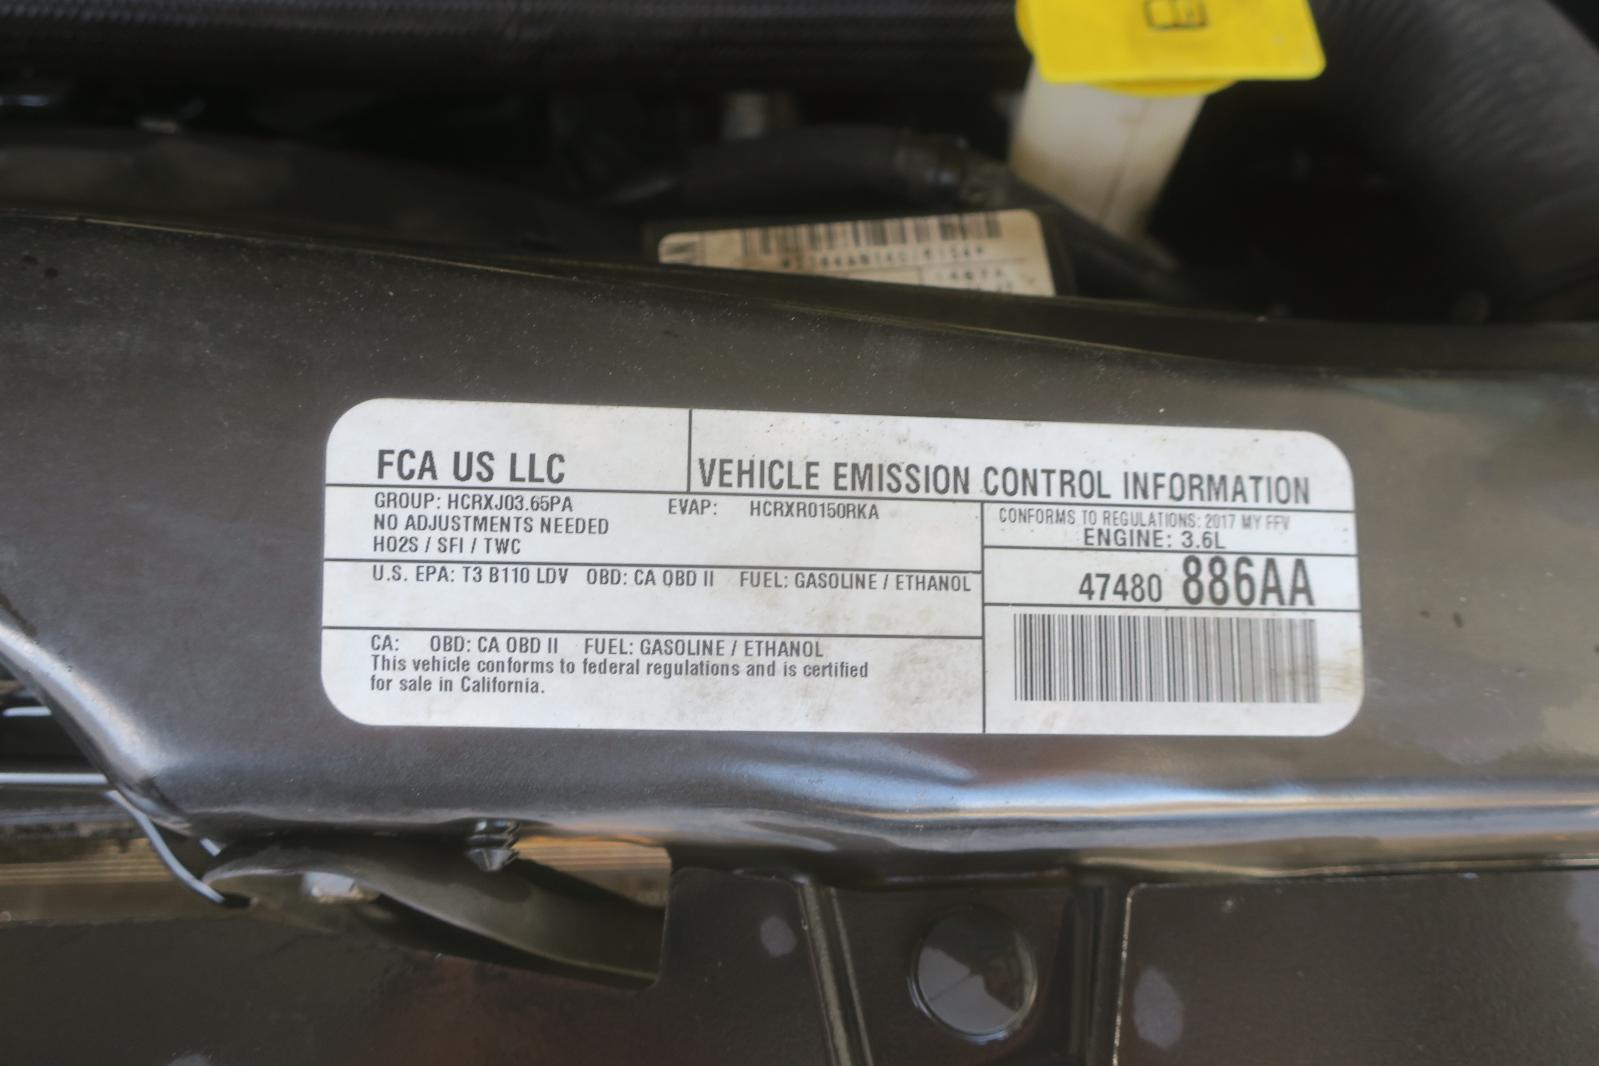 FCA US LLC
VEHICLE EMISSION CONTROL INFORMATION
GROUP: HCRXJ03.65PA EVAP: HCRXR0150RKA
NO ADJUSTMENTS NEEDED
HO2S / SFI / TWC
CONFORMS TO REGULATIONS: 2017 MY FFV
ENGINE: 3.6L
U.S. EPA: T3 B110 LDV OBD: CA OBD II FUEL: GASOLINE / ETHANOL
47480 886AA
CA: OBD: CA OBD II FUEL: GASOLINE / ETHANOL
This vehicle conforms to federal regulations and is certified
for sale in California.